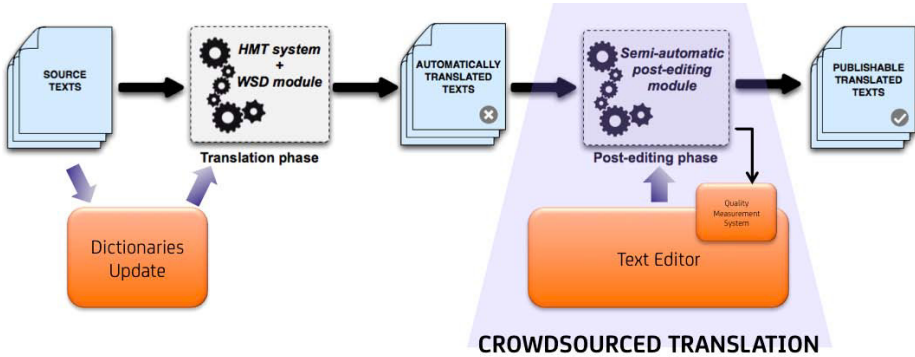 SOURCE
TEXTS
HMT system
+
WSD module
Translation phase
AUTOMATICALLY
TRANSLATED
TEXTS
Semi-automatic
post-editing
module
Post-editing phase
PUBLISHABLE
TRANSLATED
TEXTS
Dictionaries
Update
Quality
Measurement
System
Text Editor
CROWDSOURCED TRANSLATION